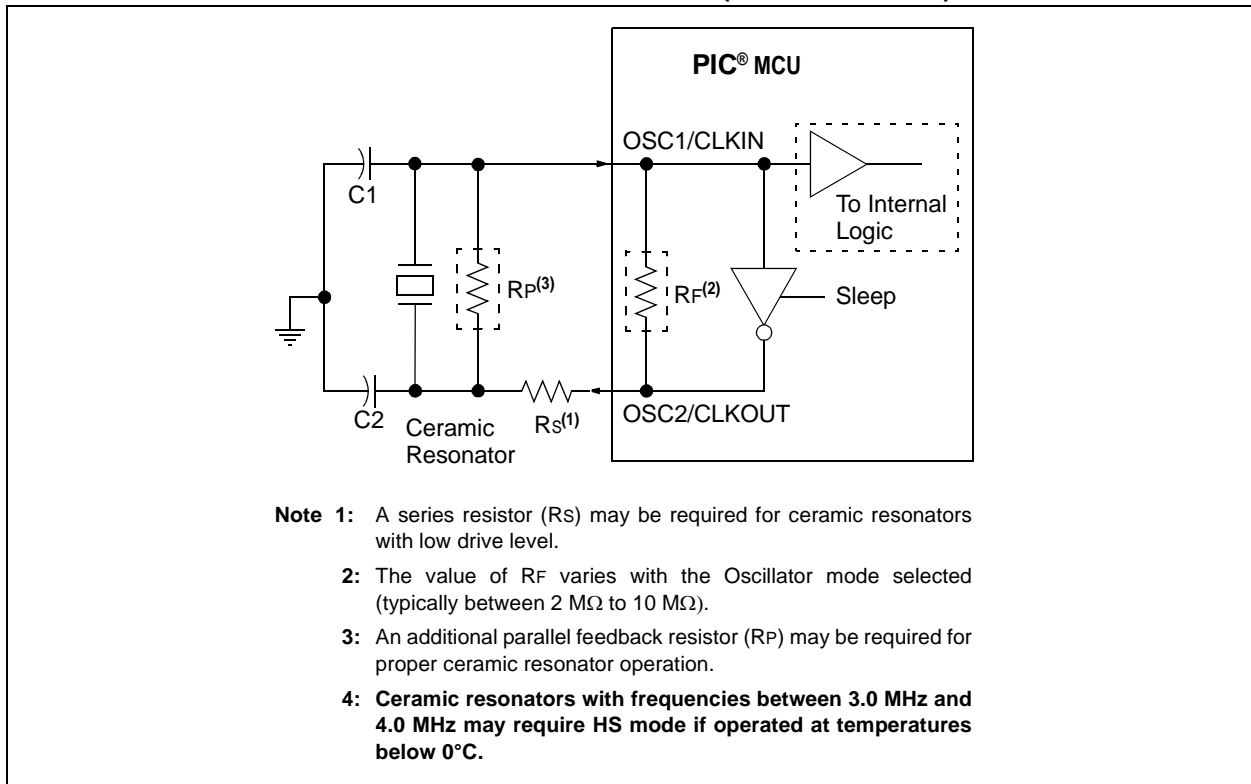 PIC® MCU
OSC1/CLKIN
C1
To Internal
Logic
RP(3)
RF(2)
Sleep
C2
Ceramic
Resonator
RS(1)
OSC2/CLKOUT
Note 1: A series resistor (RS) may be required for ceramic resonators
with low drive level.
2: The value of RF varies with the Oscillator mode selected
(typically between 2 MΩ to 10 MΩ).
3: An additional parallel feedback resistor (RP) may be required for
proper ceramic resonator operation.
4: Ceramic resonators with frequencies between 3.0 MHz and
4.0 MHz may require HS mode if operated at temperatures
below 0°C.